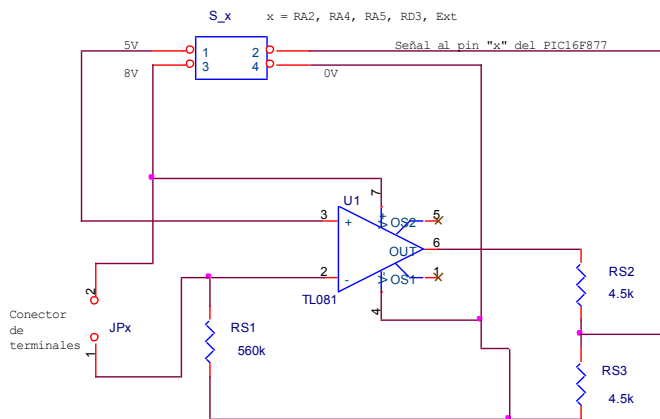 S_x x = RA2, RA4, RA5, RD3, Ext
5V 1 2 Señal al pin "x" del PIC16F877
8V 3 4 0V
7 U1
3 + V+ OS2 5
OUT 6
2 - V- OS1 1
TL081 4
RS2
4.5k
2
Conector
de
terminales
JPx
1
RS1
560k
RS3
4.5k